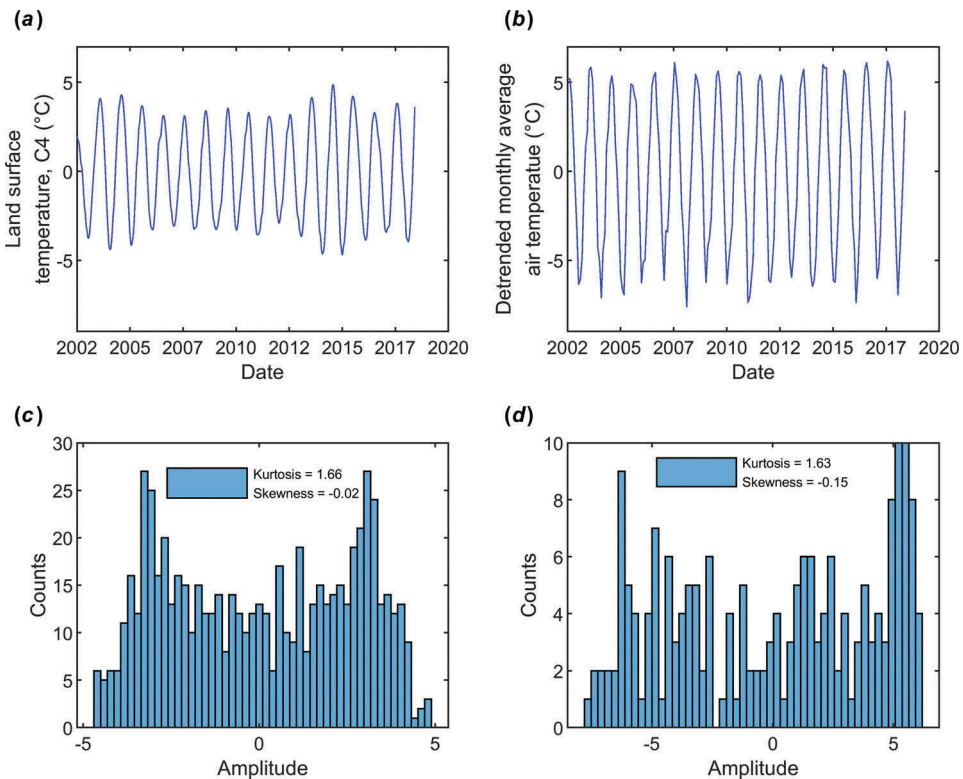 (a)
Land surface
temperature, C4 (°C)
5
0
-5
2002 2005 2007 2010 2012 2015 2017 2020
Date
(b)
Detrended monthly average
air temperatue (°C)
5
0
-5
2002 2005 2007 2010 2012 2015 2017 2020
Date
(c)
Counts
30
25
20
15
10
5
0
Kurtosis = 1.66
Skewness = -0.02
-5 0 5
Amplitude
(d)
Counts
10
8
6
4
2
0
Kurtosis = 1.63
Skewness = -0.15
-5 0 5
Amplitude